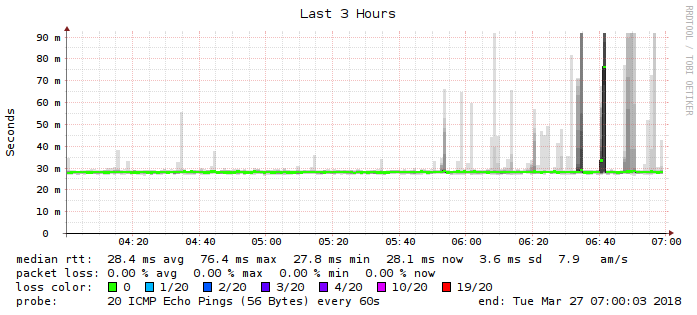 Last 3 Hours
RRDTOOL / TOBI OETIKER
Seconds
90 m
80 m
70 m
60 m
50 m
40 m
30 m
20 m
10 m
0
04:20 04:40 05:00 05:20 05:40 06:00 06:20 06:40 07:00
median rtt: 28.4 ms avg 76.4 ms max 27.8 ms min 28.1 ms now 3.6 ms sd 7.9 am/s
packet loss: 0.00 % avg 0.00 % max 0.00 % min 0.00 % now
loss color: 0 1/20 2/20 3/20 4/20 10/20 19/20
probe: 20 ICMP Echo Pings (56 Bytes) every 60s end: Tue Mar 27 07:00:03 2018